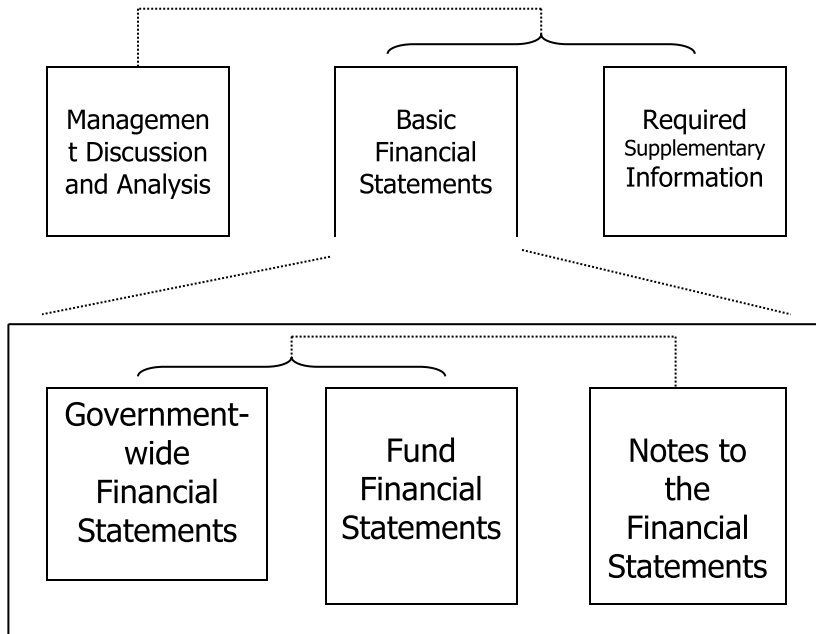 Managemen
t Discussion
and Analysis
Basic
Financial
Statements
Required
Supplementary
Information
Government-
wide
Financial
Statements
Fund
Financial
Statements
Notes to
the
Financial
Statements